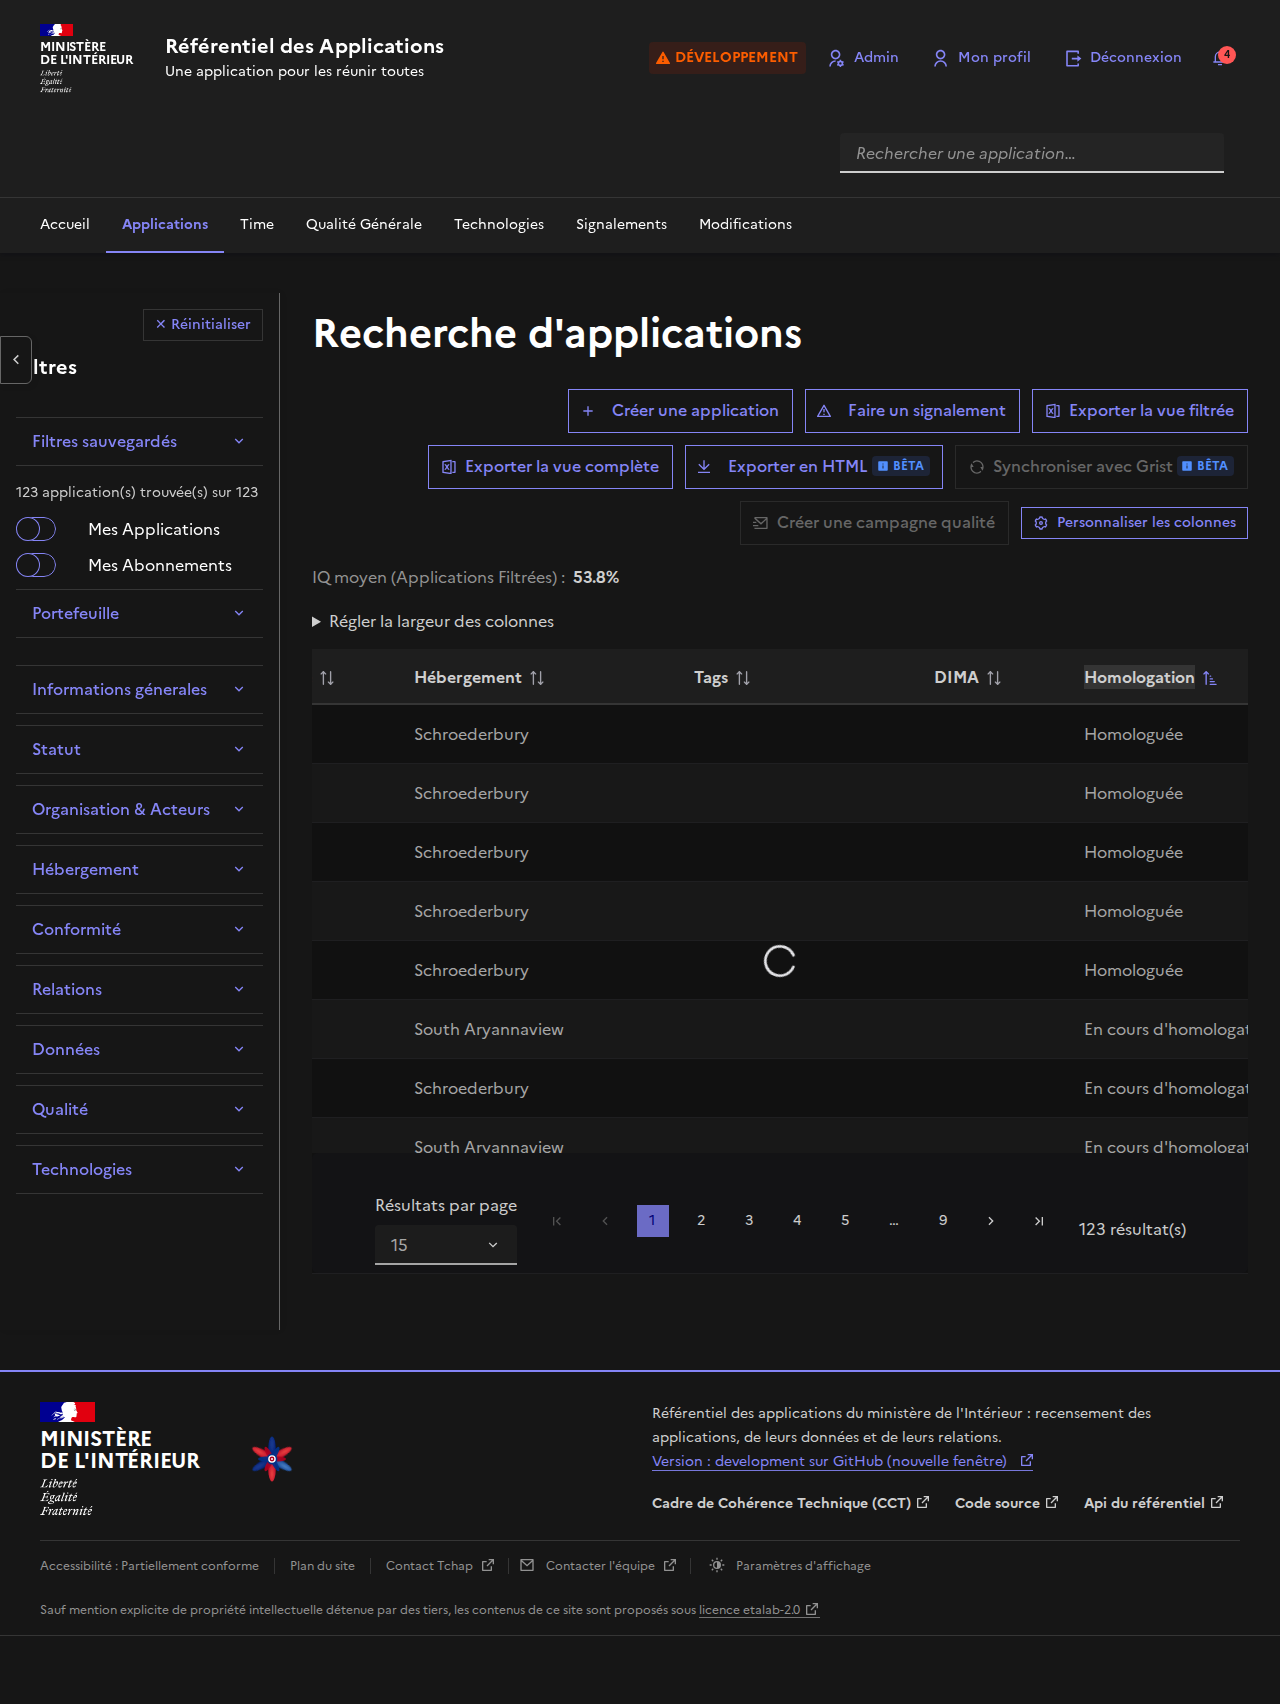 MINISTÈRE
DE L'INTÉRIEUR
Liberté
Égalité
Fraternité
Référentiel des Applications
Une application pour les réunir toutes
DÉVELOPPEMENT
Admin
Mon profil
Déconnexion
4
Rechercher une application…
Accueil
Applications
Time
Qualité Générale
Technologies
Signalements
Modifications
Réinitialiser
ltres
Filtres sauvegardés
123 application(s) trouvée(s) sur 123
Mes Applications
Mes Abonnements
Portefeuille
Informations génerales
Statut
Organisation & Acteurs
Hébergement
Conformité
Relations
Données
Qualité
Technologies
Recherche d'applications
Créer une application
Faire un signalement
Exporter la vue filtrée
Exporter la vue complète
Exporter en HTML BÊTA
Synchroniser avec Grist BÊTA
Créer une campagne qualité
Personnaliser les colonnes
IQ moyen (Applications Filtrées) : 53.8%
Régler la largeur des colonnes
Hébergement Tags DIMA Homologation
Schroederbury Homologuée
Schroederbury Homologuée
Schroederbury Homologuée
Schroederbury Homologuée
Schroederbury Homologuée
South Aryannaview En cours d'homologat
Schroederbury En cours d'homologat
South Aryannaview En cours d'homologat
Résultats par page
15
1 2 3 4 5 … 9
123 résultat(s)
MINISTÈRE
DE L'INTÉRIEUR
Liberté
Égalité
Fraternité
Référentiel des applications du ministère de l'Intérieur : recensement des
applications, de leurs données et de leurs relations.
Version : development sur GitHub (nouvelle fenêtre)
Cadre de Cohérence Technique (CCT)
Code source
Api du référentiel
Accessibilité : Partiellement conforme
Plan du site
Contact Tchap
Contacter l'équipe
Paramètres d'affichage
Sauf mention explicite de propriété intellectuelle détenue par des tiers, les contenus de ce site sont proposés sous licence etalab-2.0